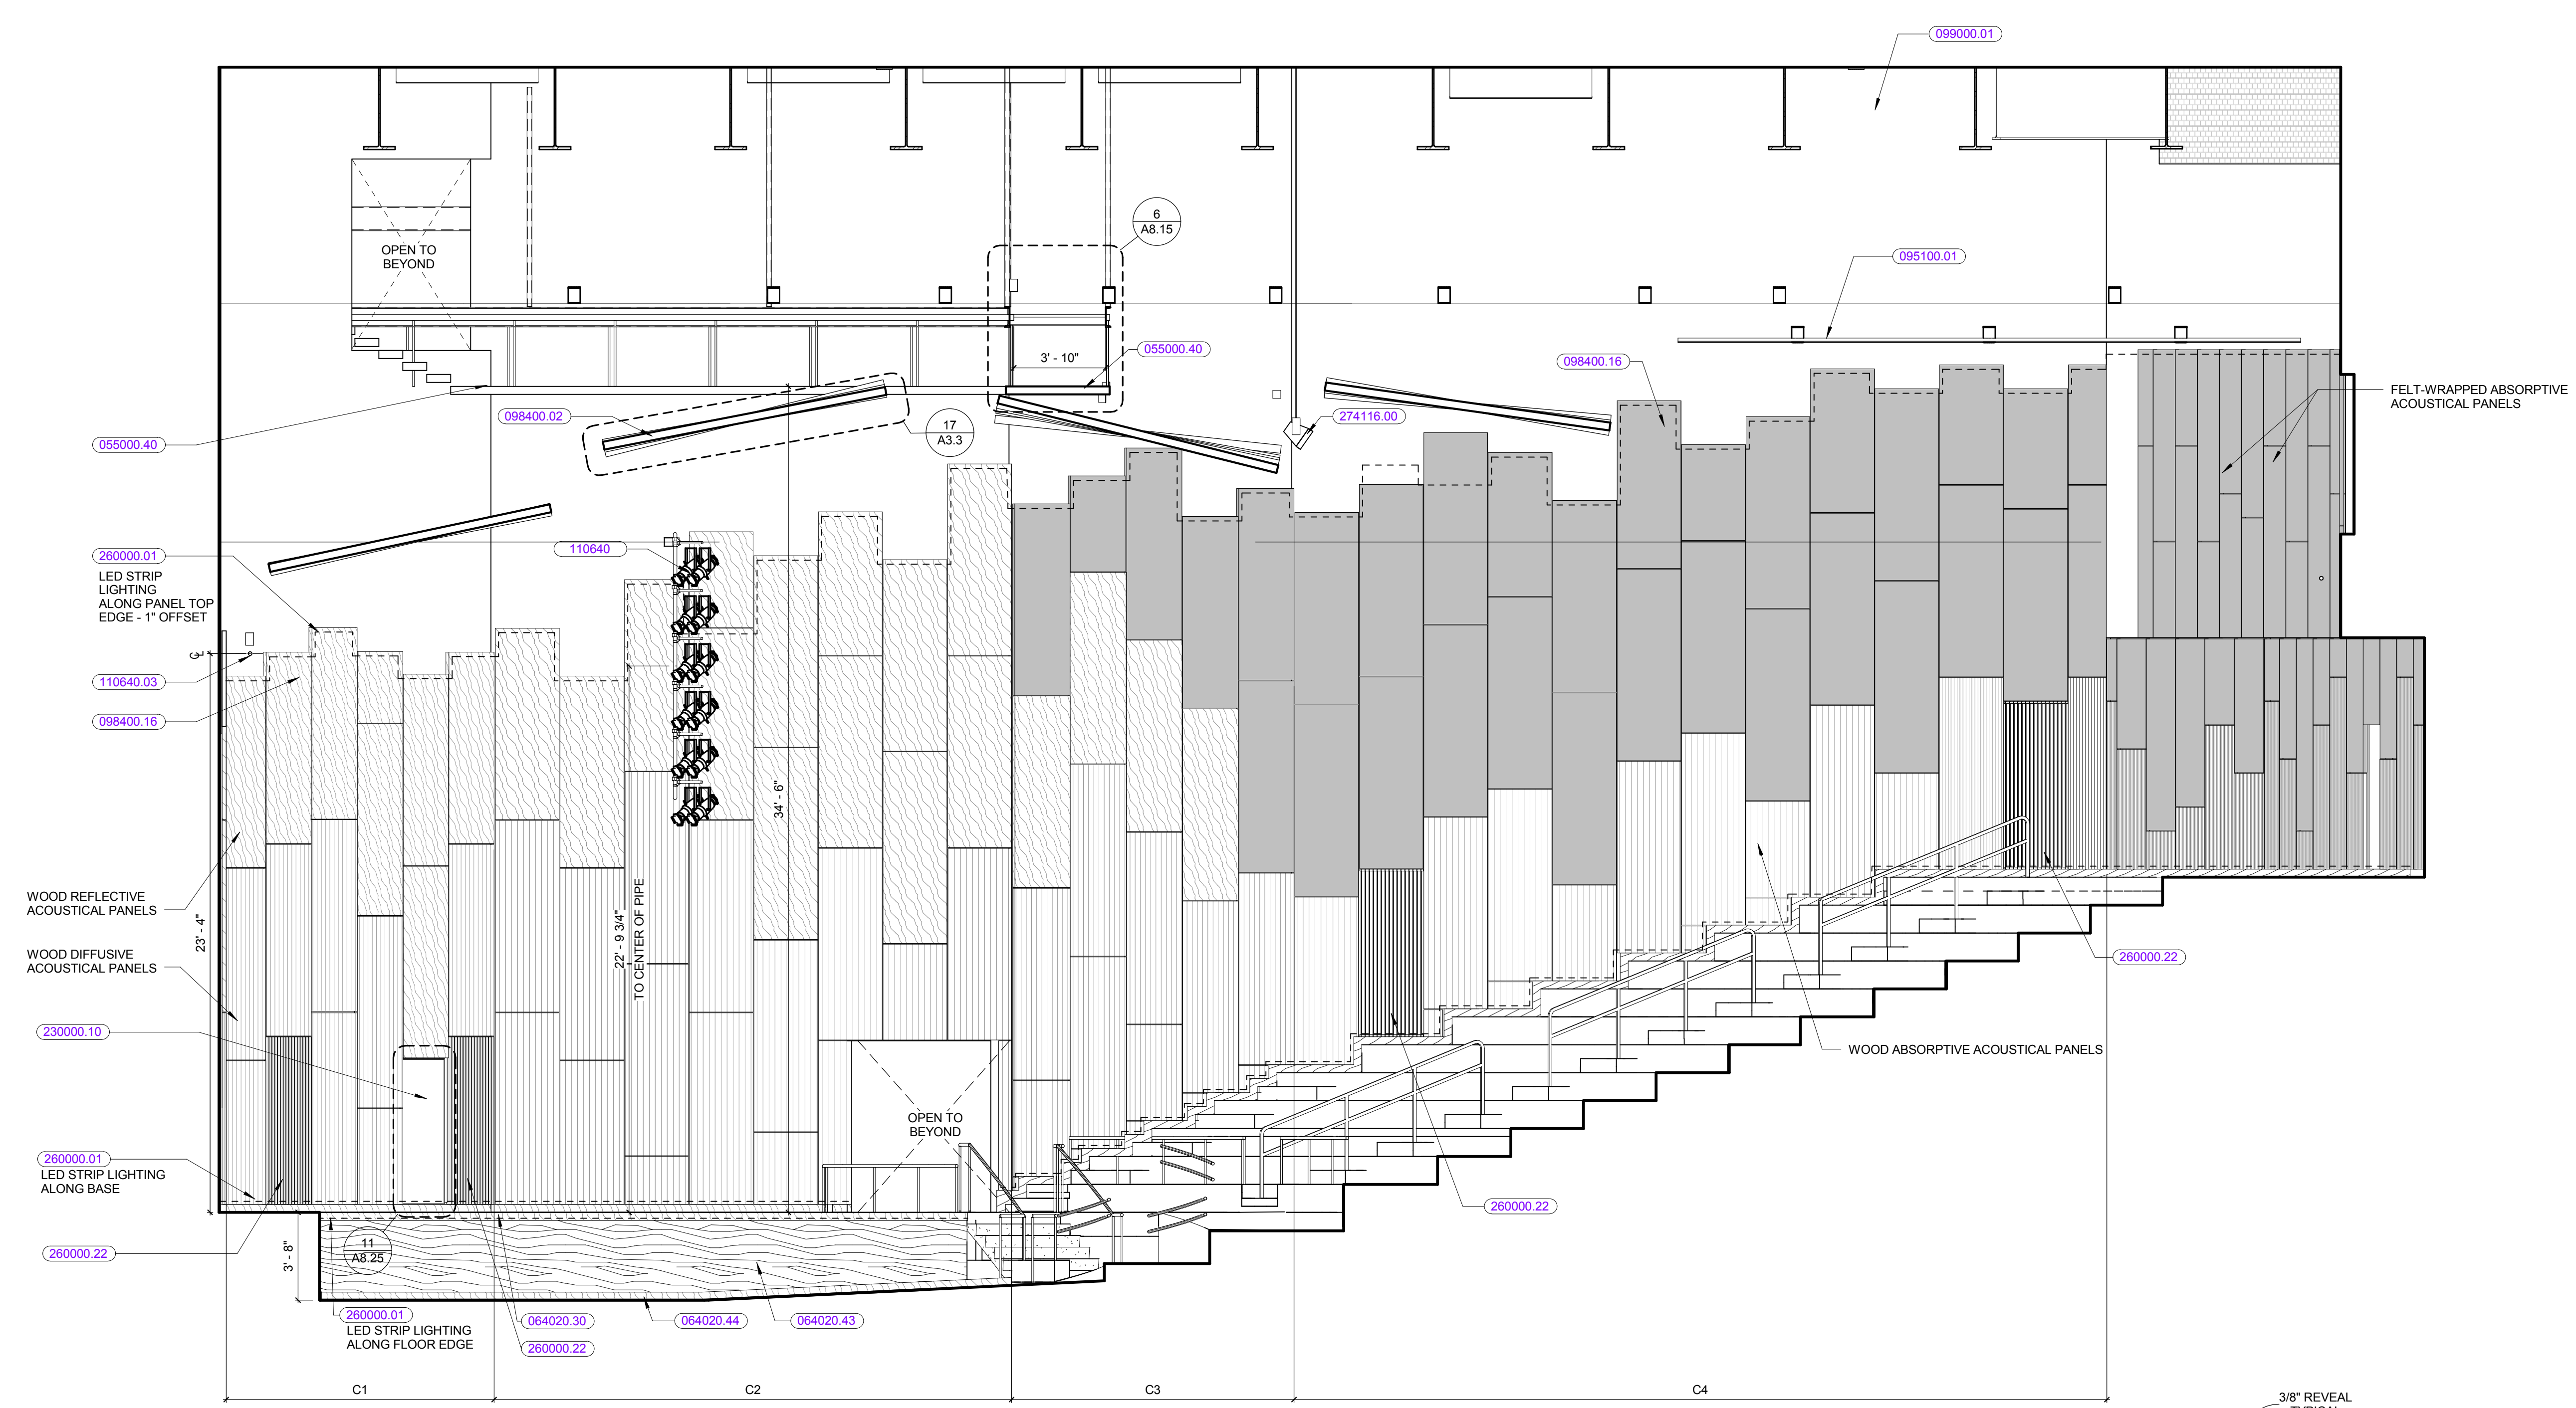 099000.01
6
A8.15
OPEN TO
BEYOND
095100.01
3' - 10"
055000.40
098400.16
FELT-WRAPPED ABSORPTIVE
ACOUSTICAL PANELS
098400.02
274116.00
17
A3.3
055000.40
110640
260000.01
LED STRIP
LIGHTING
ALONG PANEL TOP
EDGE - 1" OFFSET
110640.03
098400.16
34' - 6"
WOOD REFLECTIVE
ACOUSTICAL PANELS
23' - 4"
22' - 9 3/4"
TO CENTER OF PIPE
WOOD DIFFUSIVE
ACOUSTICAL PANELS
260000.22
230000.10
WOOD ABSORPTIVE ACOUSTICAL PANELS
OPEN TO
BEYOND
260000.01
LED STRIP LIGHTING
ALONG BASE
260000.22
260000.22
11
A8.25
3' - 8"
260000.01
LED STRIP LIGHTING
ALONG FLOOR EDGE
064020.30
260000.22
064020.44
064020.43
C1
C2
C3
C4
3/8" REVEAL